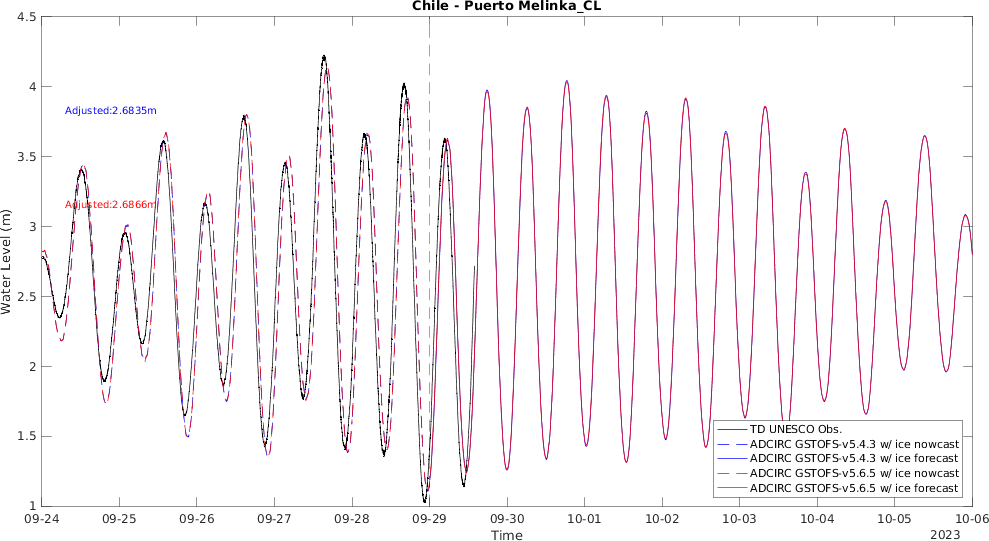 Chile - Puerto Melinka_CL
4.5
4
3.5
3
2.5
2
1.5
1
Water Level (m)
Adjusted:2.6835m
Adjusted:2.6866m
TD UNESCO Obs.
ADCIRC GSTOFS-v5.4.3 w/ ice nowcast
ADCIRC GSTOFS-v5.4.3 w/ ice forecast
ADCIRC GSTOFS-v5.6.5 w/ ice nowcast
ADCIRC GSTOFS-v5.6.5 w/ ice forecast
09-24 09-25 09-26 09-27 09-28 09-29 09-30 10-01 10-02 10-03 10-04 10-05 10-06
Time
2023